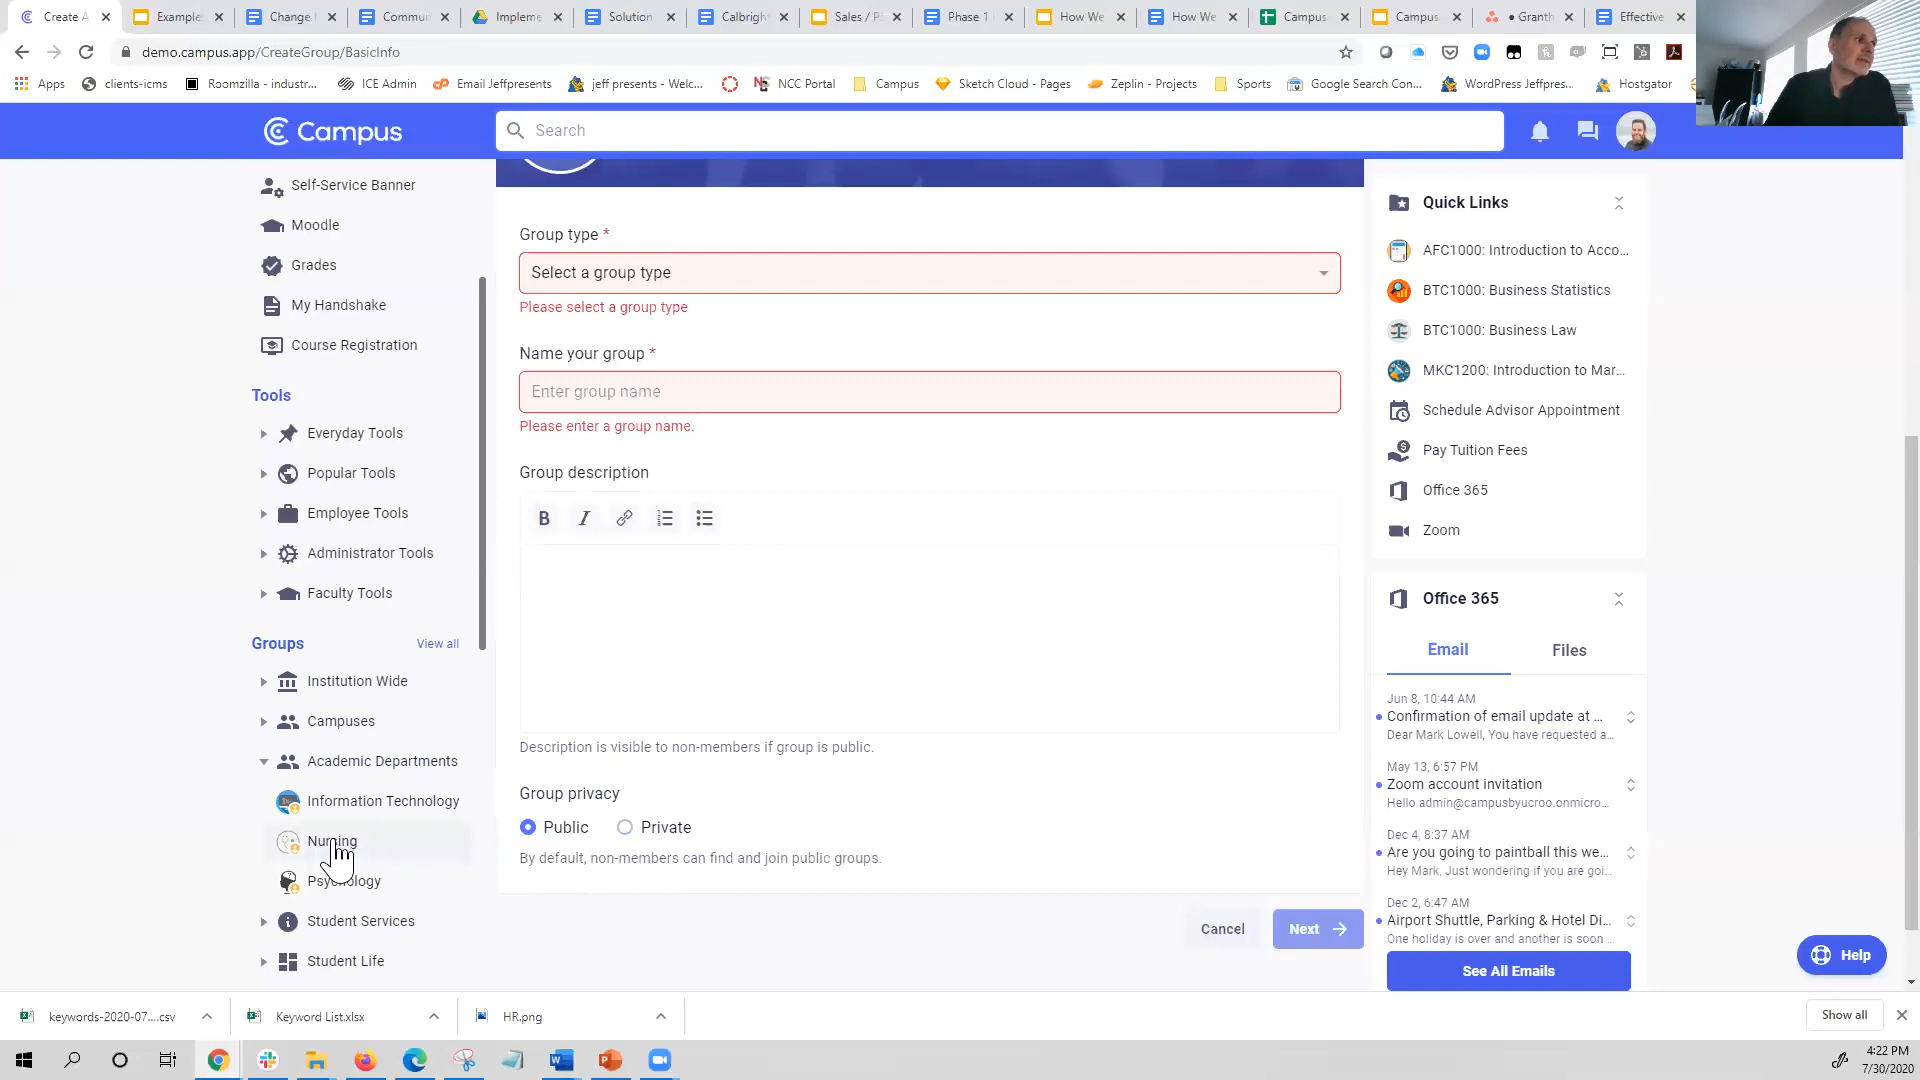 Create A
Example
Change
Commun
Impleme
Solution
Calbrigh
Sales / P
Phase 1
How We
How We
Campus
Campus
● Granth
Effective
demo.campus.app/CreateGroup/BasicInfo
Apps
clients-icms
Roomzilla - industr...
ICE Admin
Email Jeffpresents
jeff presents - Welc...
NCC Portal
Campus
Sketch Cloud - Pages
Zeplin - Projects
Sports
Google Search Con...
WordPress Jeffpres...
Hostgator
Campus
Search
Self-Service Banner
Moodle
Grades
My Handshake
Course Registration
Tools
Everyday Tools
Popular Tools
Employee Tools
Administrator Tools
Faculty Tools
Groups
View all
Institution Wide
Campuses
Academic Departments
Information Technology
Nursing
Psychology
Student Services
Student Life
Group type *
Select a group type
Please select a group type
Name your group *
Enter group name
Please enter a group name.
Group description
B I
Description is visible to non-members if group is public.
Group privacy
Public
Private
By default, non-members can find and join public groups.
Cancel
Next
Quick Links
AFC1000: Introduction to Acco...
BTC1000: Business Statistics
BTC1000: Business Law
MKC1200: Introduction to Mar...
Schedule Advisor Appointment
Pay Tuition Fees
Office 365
Zoom
Office 365
Email
Files
Jun 8, 10:44 AM
Confirmation of email update at ...
Dear Mark Lowell, You have requested a...
May 13, 6:57 PM
Zoom account invitation
Hello admin@campusbyucroo.onmicro...
Dec 4, 8:37 AM
Are you going to paintball this we...
Hey Mark, Just wondering if you are goi...
Dec 2, 6:47 AM
Airport Shuttle, Parking & Hotel Di...
One holiday is over and another is soon ...
See All Emails
Help
keywords-2020-07....csv
Keyword List.xlsx
HR.png
Show all
4:22 PM
7/30/2020